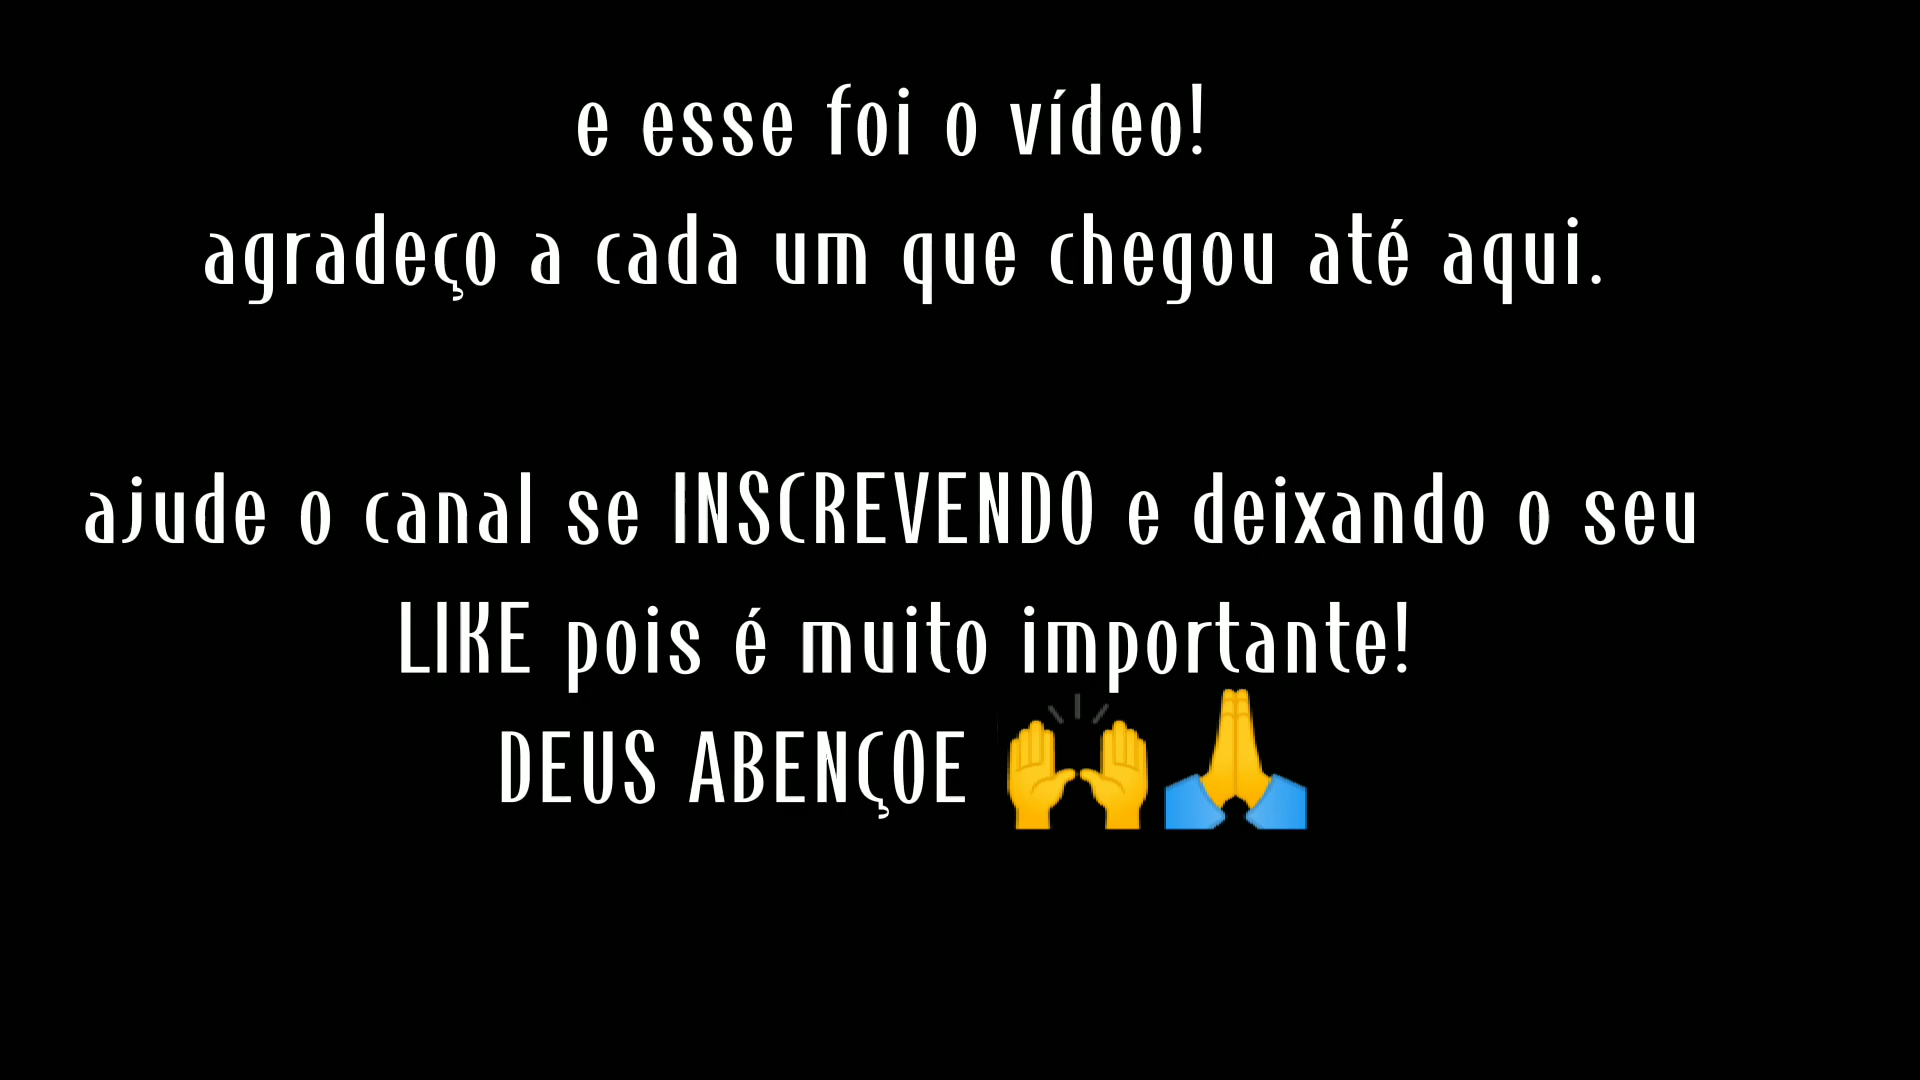 e esse foi o vídeo!
agradeço a cada um que chegou até aqui.
ajude o canal se INSCREVENDO e deixando o seu
LIKE pois é muito importante!
DEUS ABENÇOE 🙌🙏